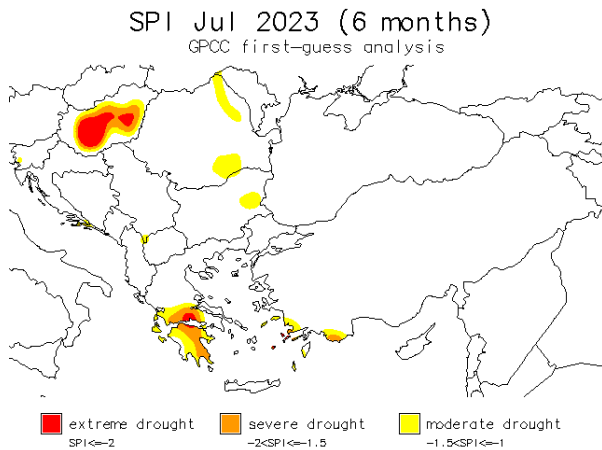 SPI Jul 2023 (6 months)
GPCC first-guess analysis
extreme drought severe drought moderate drought
SPI<=-2 -2<SPI<=-1.5 -1.5<SPI<=-1